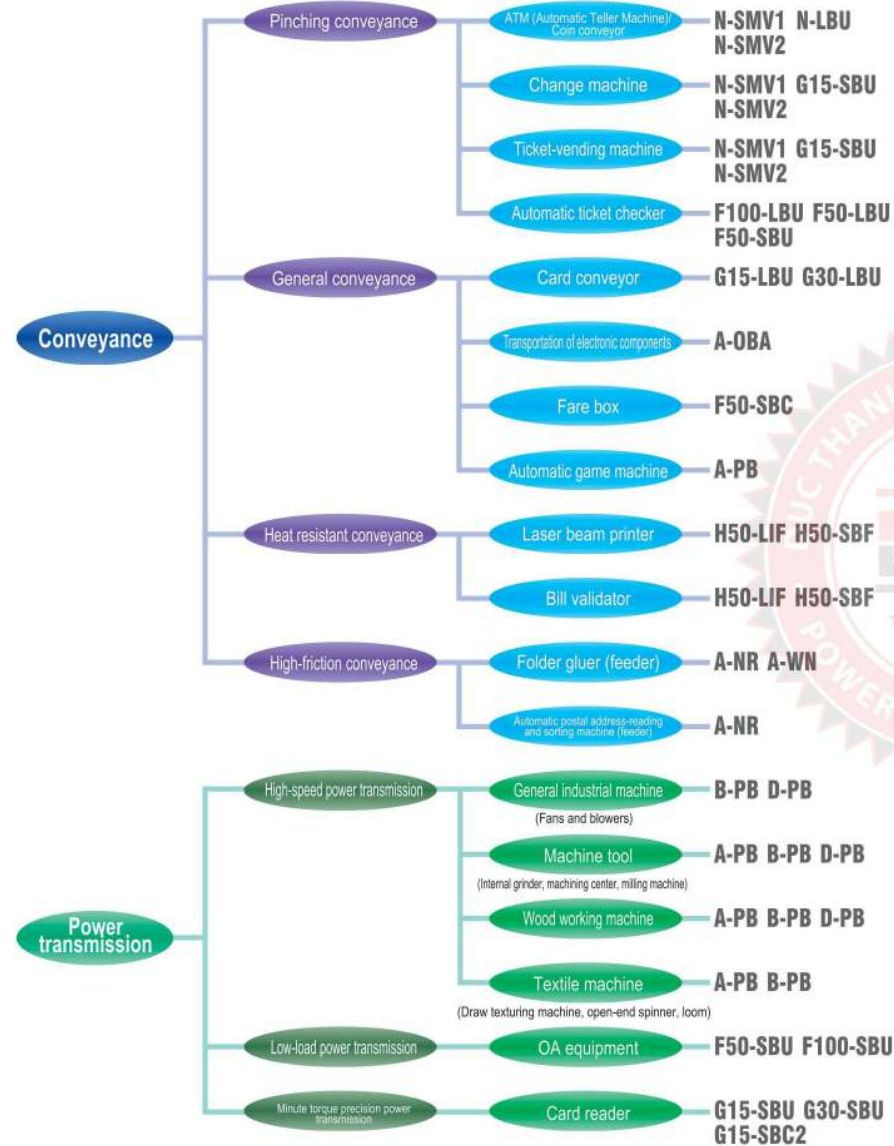 Pinching conveyance
ATM (Automatic Teller Machine)/
Coin conveyor
N-SMV1 N-LBU
N-SMV2
Change machine
N-SMV1 G15-SBU
N-SMV2
Ticket-vending machine
N-SMV1 G15-SBU
N-SMV2
Automatic ticket checker
F100-LBU F50-LBU
F50-SBU
General conveyance
Card conveyor
G15-LBU G30-LBU
Conveyance
Transportation of electronic components
A-OBA
Fare box
F50-SBC
Automatic game machine
A-PB
Heat resistant conveyance
Laser beam printer
H50-LIF H50-SBF
Bill validator
H50-LIF H50-SBF
High-friction conveyance
Folder gluer (feeder)
A-NR A-WN
Automatic postal address-reading
and sorting machine (feeder)
A-NR
High-speed power transmission
General industrial machine
(Fans and blowers)
B-PB D-PB
Machine tool
(Internal grinder, machining center, milling machine)
A-PB B-PB D-PB
Power
transmission
Wood working machine
A-PB B-PB D-PB
Textile machine
(Draw texturing machine, open-end spinner, loom)
A-PB B-PB
Low-load power transmission
OA equipment
F50-SBU F100-SBU
Minute torque precision power
transmission
Card reader
G15-SBU G30-SBU
G15-SBC2
UC THAN
POWER